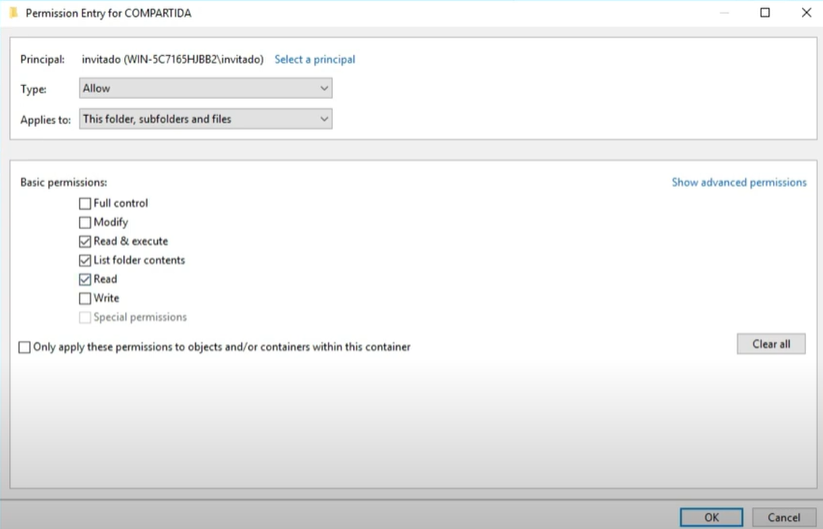 Permission Entry for COMPARTIDA
Principal: invitado (WIN-5C7165HJBB2\invitado) Select a principal
Type: Allow
Applies to: This folder, subfolders and files
Basic permissions: Show advanced permissions
Full control
Modify
Read & execute
List folder contents
Read
Write
Special permissions
Only apply these permissions to objects and/or containers within this container
Clear all
OK Cancel